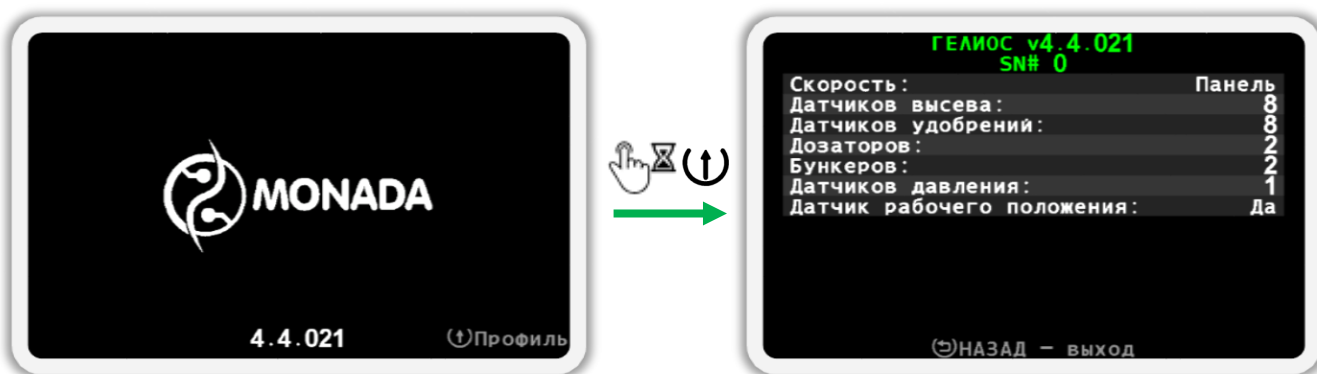 MONADA
4.4.021
Профиль
ГЕЛИОС v4.4.021
SN# 0
Скорость: Панель
Датчиков высева: 8
Датчиков удобрений: 8
Дозаторов: 2
Бункеров: 2
Датчиков давления: 1
Датчик рабочего положения: Да
НАЗАД – выход